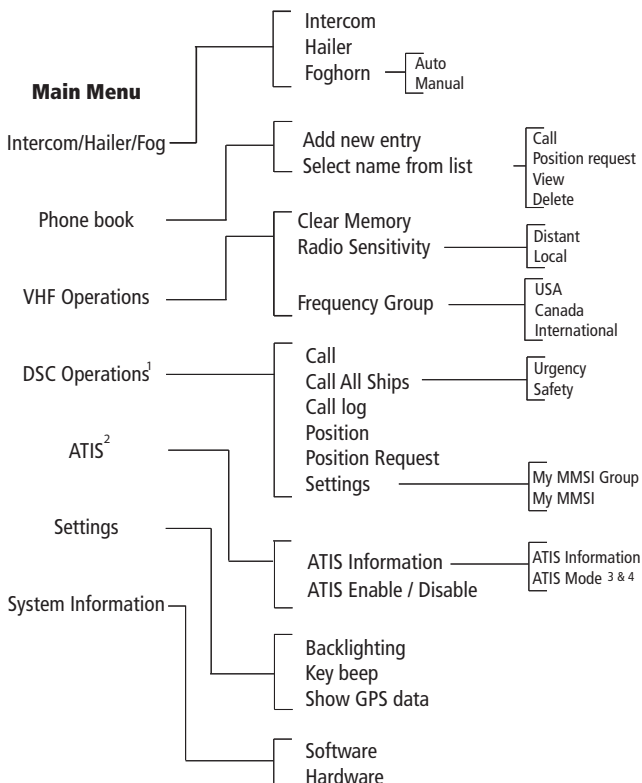 Main Menu
Intercom/Hailer/Fog
Intercom
Hailer
Foghorn
Auto
Manual
Phone book
Add new entry
Select name from list
Call
Position request
View
Delete
VHF Operations
Clear Memory
Radio Sensitivity
Distant
Local
Frequency Group
USA
Canada
International
DSC Operations1
Call
Call All Ships
Urgency
Safety
Call log
Position
Position Request
Settings
My MMSI Group
My MMSI
ATIS2
ATIS Information
ATIS Information
ATIS Mode 3 & 4
ATIS Enable / Disable
Settings
Backlighting
Key beep
Show GPS data
System Information
Software
Hardware